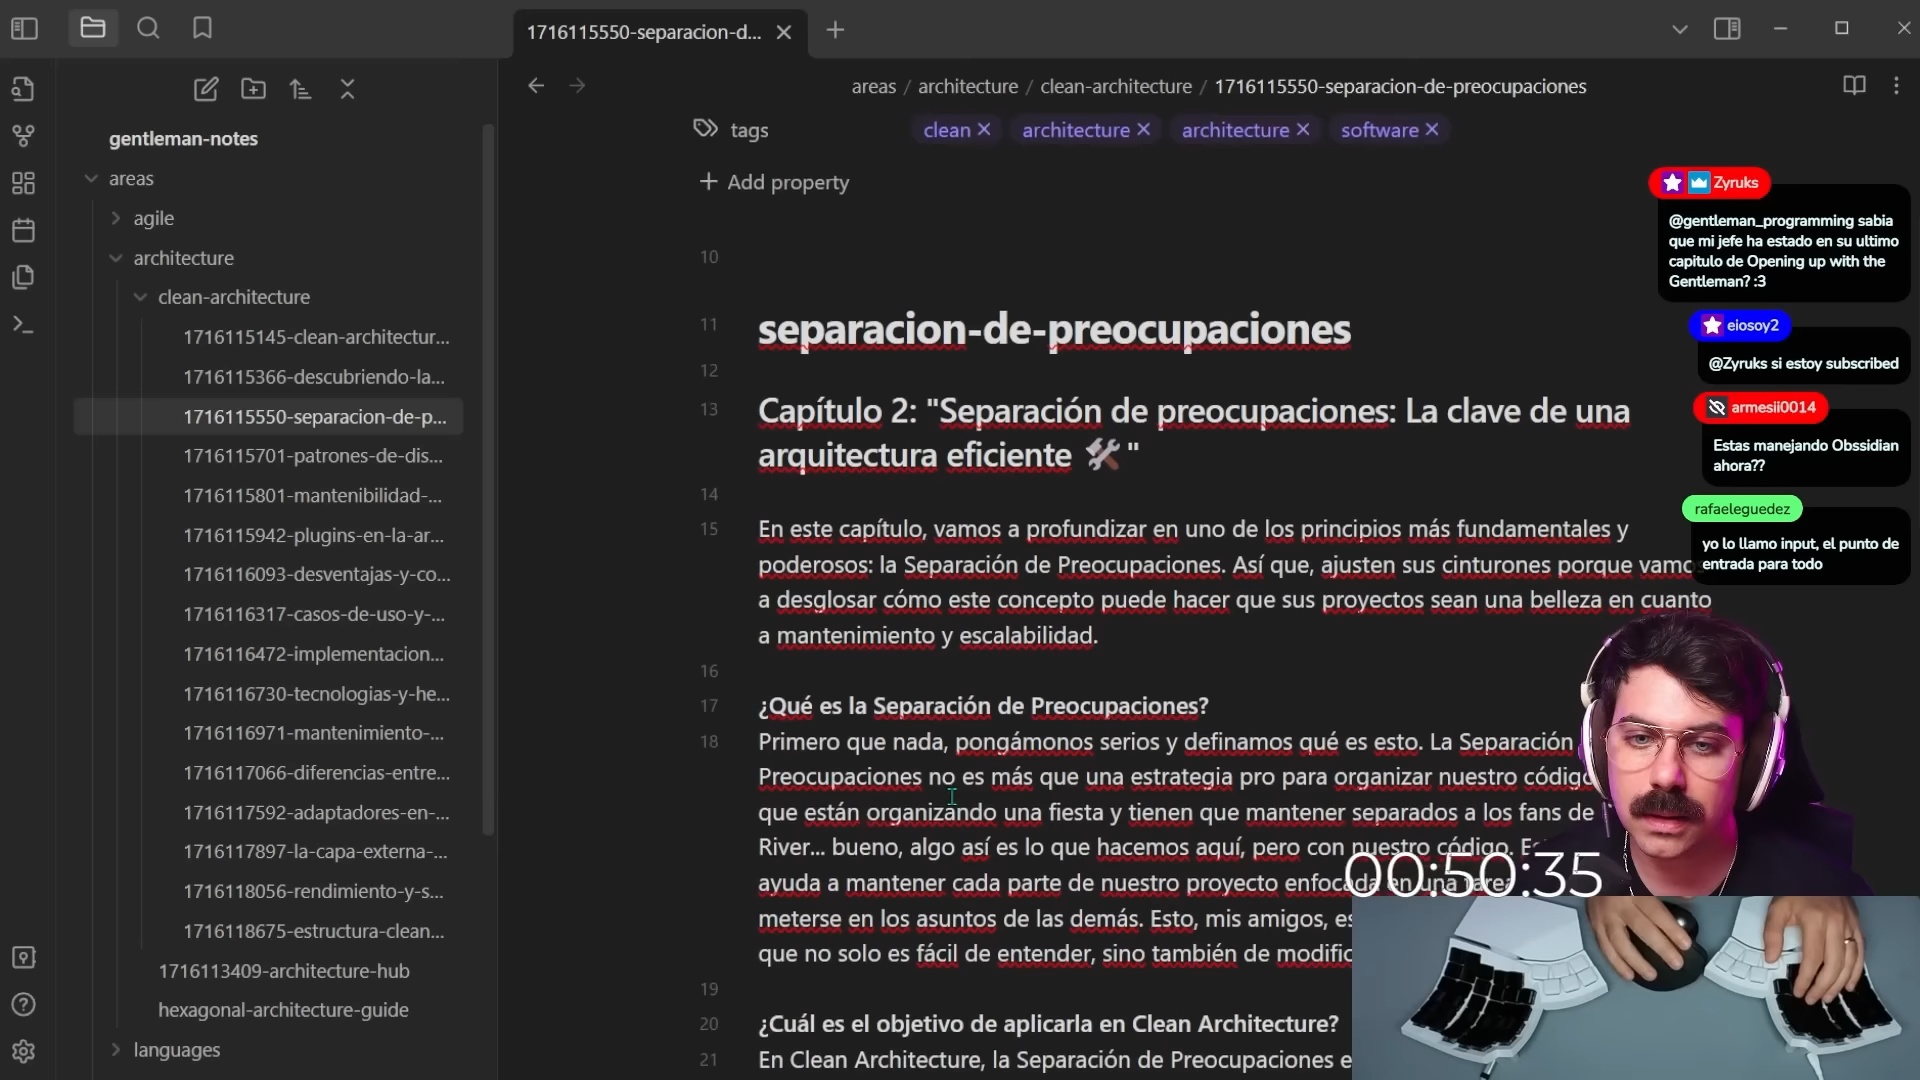 1716115550-separacion-d...
gentleman-notes
areas
agile
architecture
clean-architecture
1716115145-clean-architectur...
1716115366-descubriendo-la...
1716115550-separacion-de-p...
1716115701-patrones-de-dis...
1716115801-mantenibilidad-...
1716115942-plugins-en-la-ar...
1716116093-desventajas-y-co...
1716116317-casos-de-uso-y-...
1716116472-implementacion...
1716116730-tecnologias-y-he...
1716116971-mantenimiento-...
1716117066-diferencias-entre...
1716117592-adaptadores-en-...
1716117897-la-capa-externa-...
1716118056-rendimiento-y-s...
1716118675-estructura-clean...
1716113409-architecture-hub
hexagonal-architecture-guide
languages
areas / architecture / clean-architecture / 1716115550-separacion-de-preocupaciones
tags clean architecture architecture software
Add property
10
11 separacion-de-preocupaciones
12
13 Capítulo 2: "Separación de preocupaciones: La clave de una
arquitectura eficiente 🛠️ "
14
15 En este capítulo, vamos a profundizar en uno de los principios más fundamentales y
poderosos: la Separación de Preocupaciones. Así que, ajusten sus cinturones porque vamos
a desglosar cómo este concepto puede hacer que sus proyectos sean una belleza en cuanto
a mantenimiento y escalabilidad.
16
17 ¿Qué es la Separación de Preocupaciones?
18 Primero que nada, pongámonos serios y definamos qué es esto. La Separación
Preocupaciones no es más que una estrategia pro para organizar nuestro código
que están organizando una fiesta y tienen que mantener separados a los fans de
River... bueno, algo así es lo que hacemos aquí, pero con nuestro código.
ayuda a mantener cada parte de nuestro proyecto enfocada en una tarea
meterse en los asuntos de las demás. Esto, mis amigos, es
que no solo es fácil de entender, sino también de modific
19
20 ¿Cuál es el objetivo de aplicarla en Clean Architecture?
21 En Clean Architecture, la Separación de Preocupaciones e
Zyruks
@gentleman_programming sabia
que mi jefe ha estado en su ultimo
capitulo de Opening up with the
Gentleman? :3
eiosoy2
@Zyruks si estoy subscribed
armesii0014
Estas manejando Obssidian
ahora??
rafaeleguedez
yo lo llamo input, el punto de
entrada para todo
00:50:35